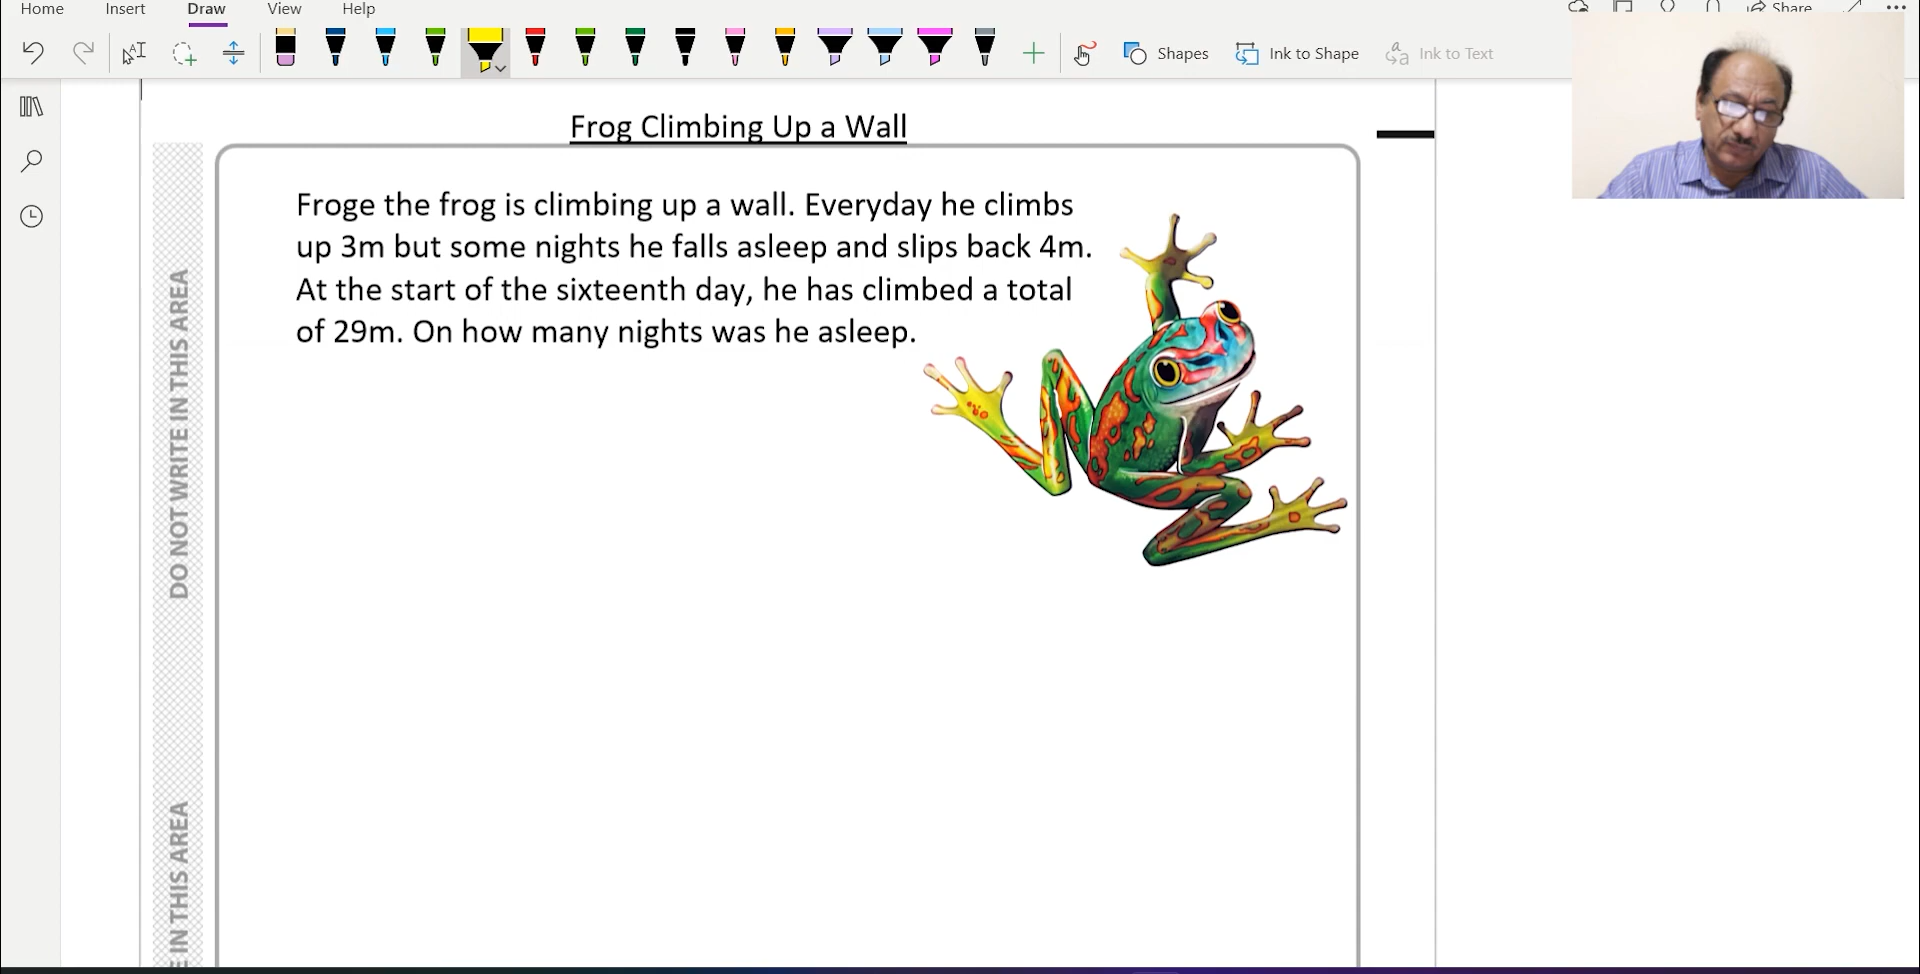 Home Insert Draw View Help
Share
Shapes Ink to Shape Ink to Text
Frog Climbing Up a Wall
Froge the frog is climbing up a wall. Everyday he climbs
up 3m but some nights he falls asleep and slips back 4m.
At the start of the sixteenth day, he has climbed a total
of 29m. On how many nights was he asleep.
DO NOT WRITE IN THIS AREA
E IN THIS AREA